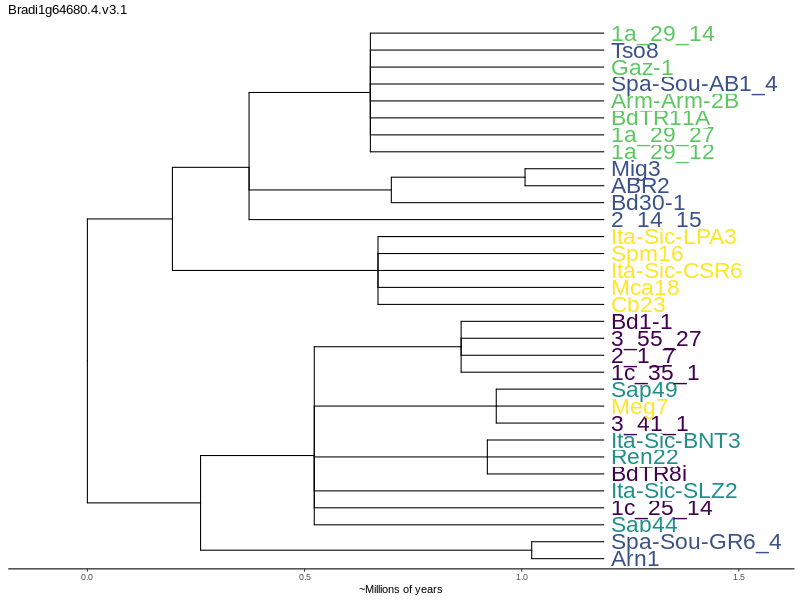 Bradi1g64680.4.v3.1
1a_29_14
Tso8
Gaz-1
Spa-Sou-AB1_4
Arm-Arm-2B
BdTR11A
1a_29_27
1a_29_12
Mig3
ABR2
Bd30-1
2_14_15
Ita-Sic-LPA3
Spm16
Ita-Sic-CSR6
Mca18
Cb23
Bd1-1
3_55_27
2_1_7
1c_35_1
Sap49
Meg7
3_41_1
Ita-Sic-BNT3
Ren22
BdTR8i
Ita-Sic-SLZ2
1c_25_14
Sap44
Spa-Sou-GR6_4
Arn1
0.0 0.5 1.0 1.5
~Millions of years